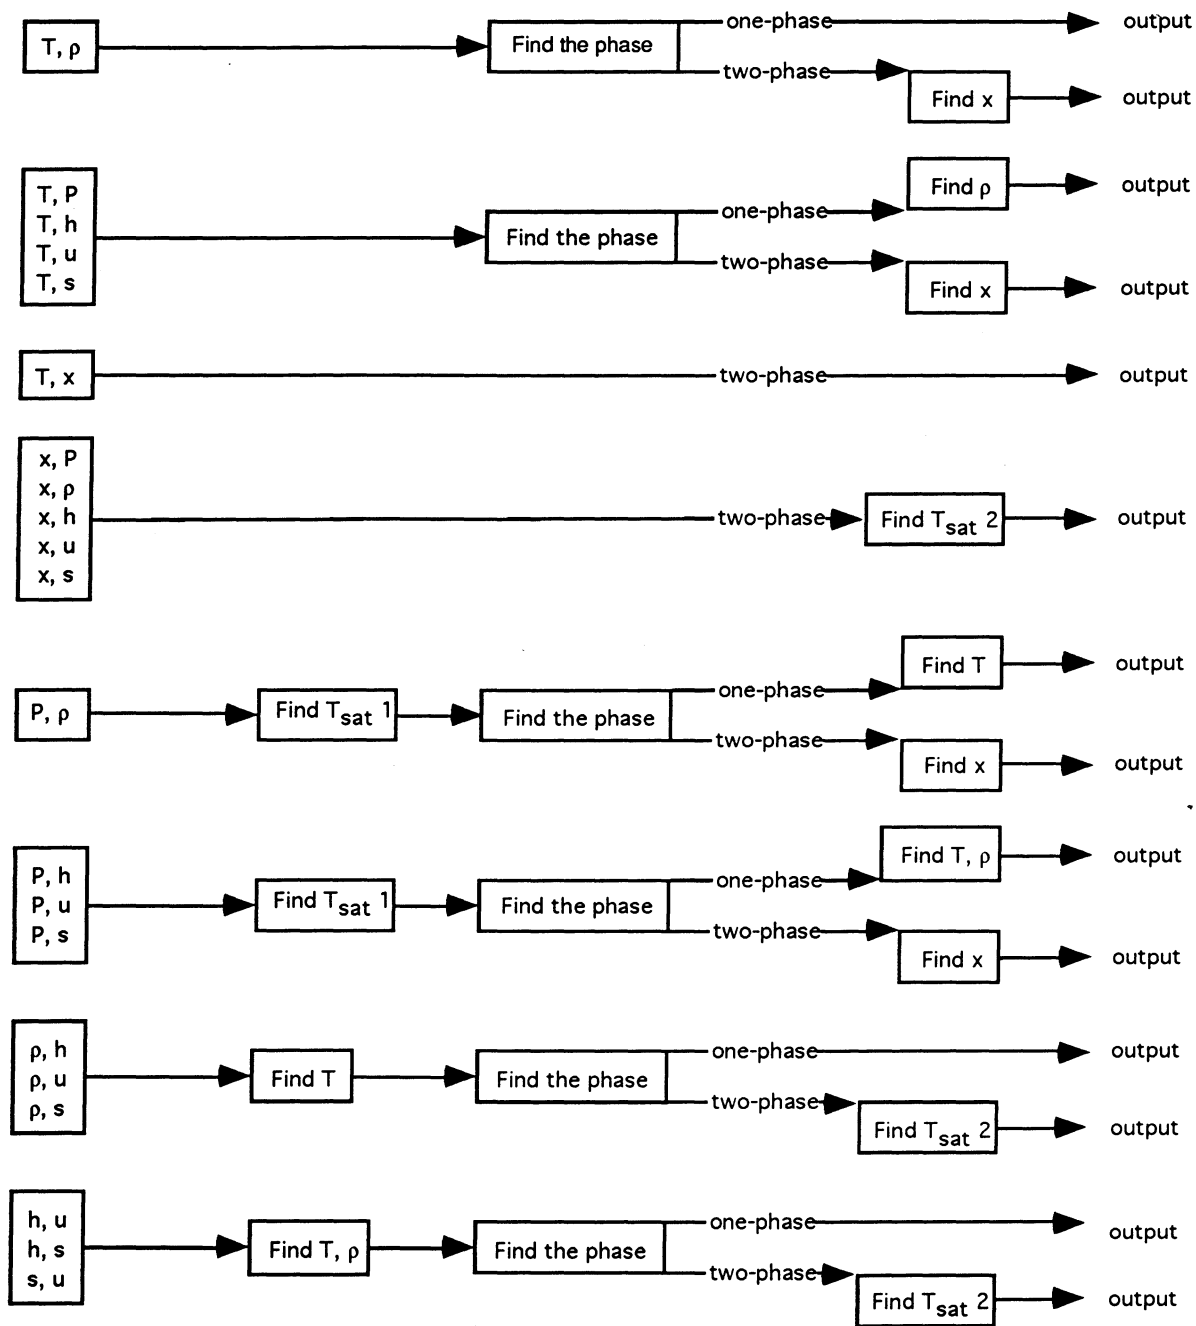 T, ρ
Find the phase
one-phase
output
two-phase
Find x
output
T, P
T, h
T, u
T, s
Find the phase
one-phase
Find ρ
output
two-phase
Find x
output
T, x
two-phase
output
x, P
x, ρ
x, h
x, u
x, s
two-phase
Find Tsat 2
output
P, ρ
Find Tsat 1
Find the phase
one-phase
Find T
output
two-phase
Find x
output
P, h
P, u
P, s
Find Tsat 1
Find the phase
one-phase
Find T, ρ
output
two-phase
Find x
output
ρ, h
ρ, u
ρ, s
Find T
Find the phase
one-phase
output
two-phase
Find Tsat 2
output
h, u
h, s
s, u
Find T, ρ
Find the phase
one-phase
output
two-phase
Find Tsat 2
output